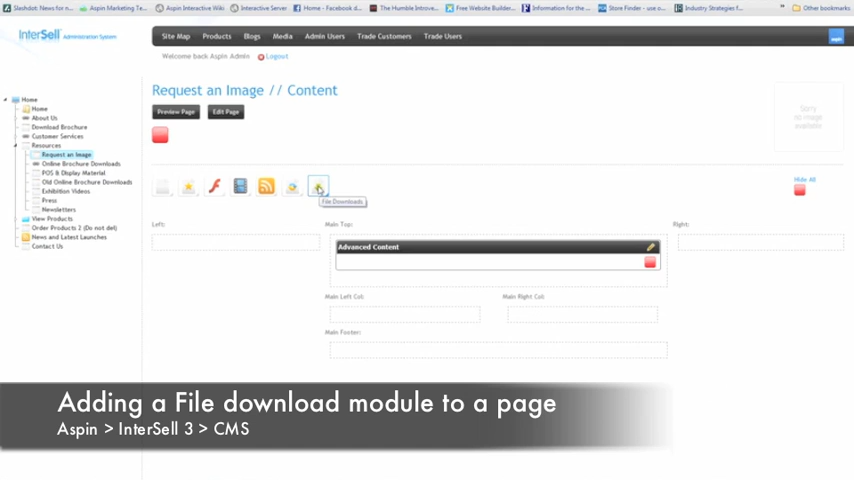 Slashdot: News for n...
Aspin Marketing Te...
Aspin Interactive Wiki
Interactive Server
Home - Facebook d...
The Humble Introve...
Free Website Builder...
Information for the ...
Store Finder - use o...
Industry Strategies f...
Other bookmarks
InterSell Administration System
Site Map Products Blogs Media Admin Users Trade Customers Trade Users
aspin
Welcome back Aspin Admin Logout
Request an Image // Content
Preview Page Edit Page
Sorry
no image
available
Home
Home
About Us
Download Brochure
Customer Services
Resources
Request an Image
Online Brochure Downloads
POS & Display Material
Old Online Brochure Downloads
Exhibition Videos
Press
Newsletters
View Products
Order Products 2 (Do not del)
News and Latest Launches
Contact Us
Hide All
File Downloads
Left:
Main Top:
Right:
Advanced Content
Main Left Col:
Main Right Col:
Main Footer:
Adding a File download module to a page
Aspin > InterSell 3 > CMS